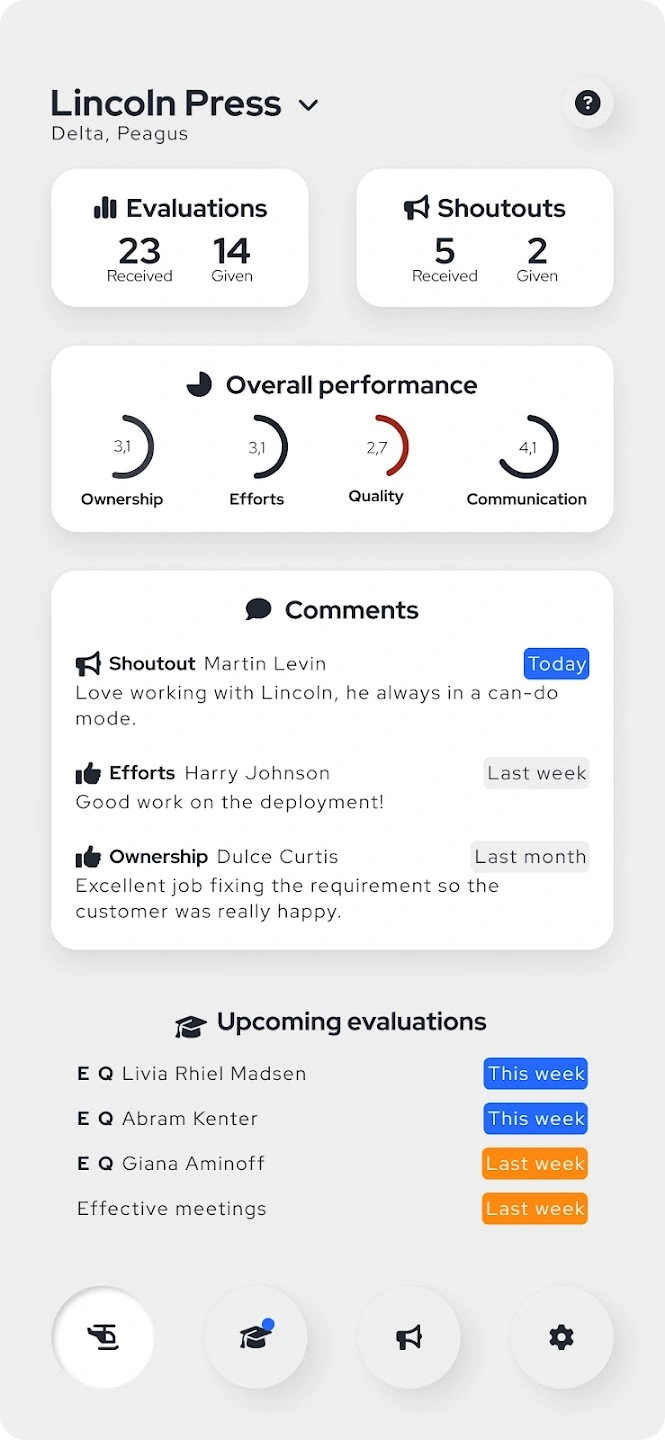 Lincoln Press
Delta, Peagus
?
Evaluations
23 14
Received Given
Shoutouts
5 2
Received Given
Overall performance
3,1 3,1 2,7 4,1
Ownership Efforts Quality Communication
Comments
Shoutout Martin Levin Today
Love working with Lincoln, he always in a can-do
mode.
Efforts Harry Johnson Last week
Good work on the deployment!
Ownership Dulce Curtis Last month
Excellent job fixing the requirement so the
customer was really happy.
Upcoming evaluations
E Q Livia Rhiel Madsen This week
E Q Abram Kenter This week
E Q Giana Aminoff Last week
Effective meetings Last week